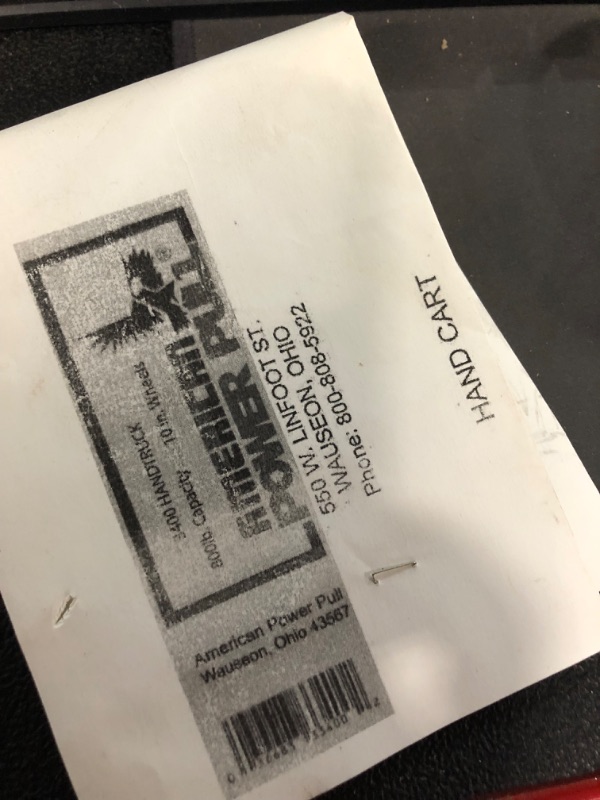 3400 HANDTRUCK
800lb. Capacity - 10 in. Wheels
AMERICAN
POWER PULL®
550 W. LINFOOT ST.
WAUSEON, OHIO
Phone: 800-808-5922
HAND CART
American Power Pull
Wauseon, Ohio 43567